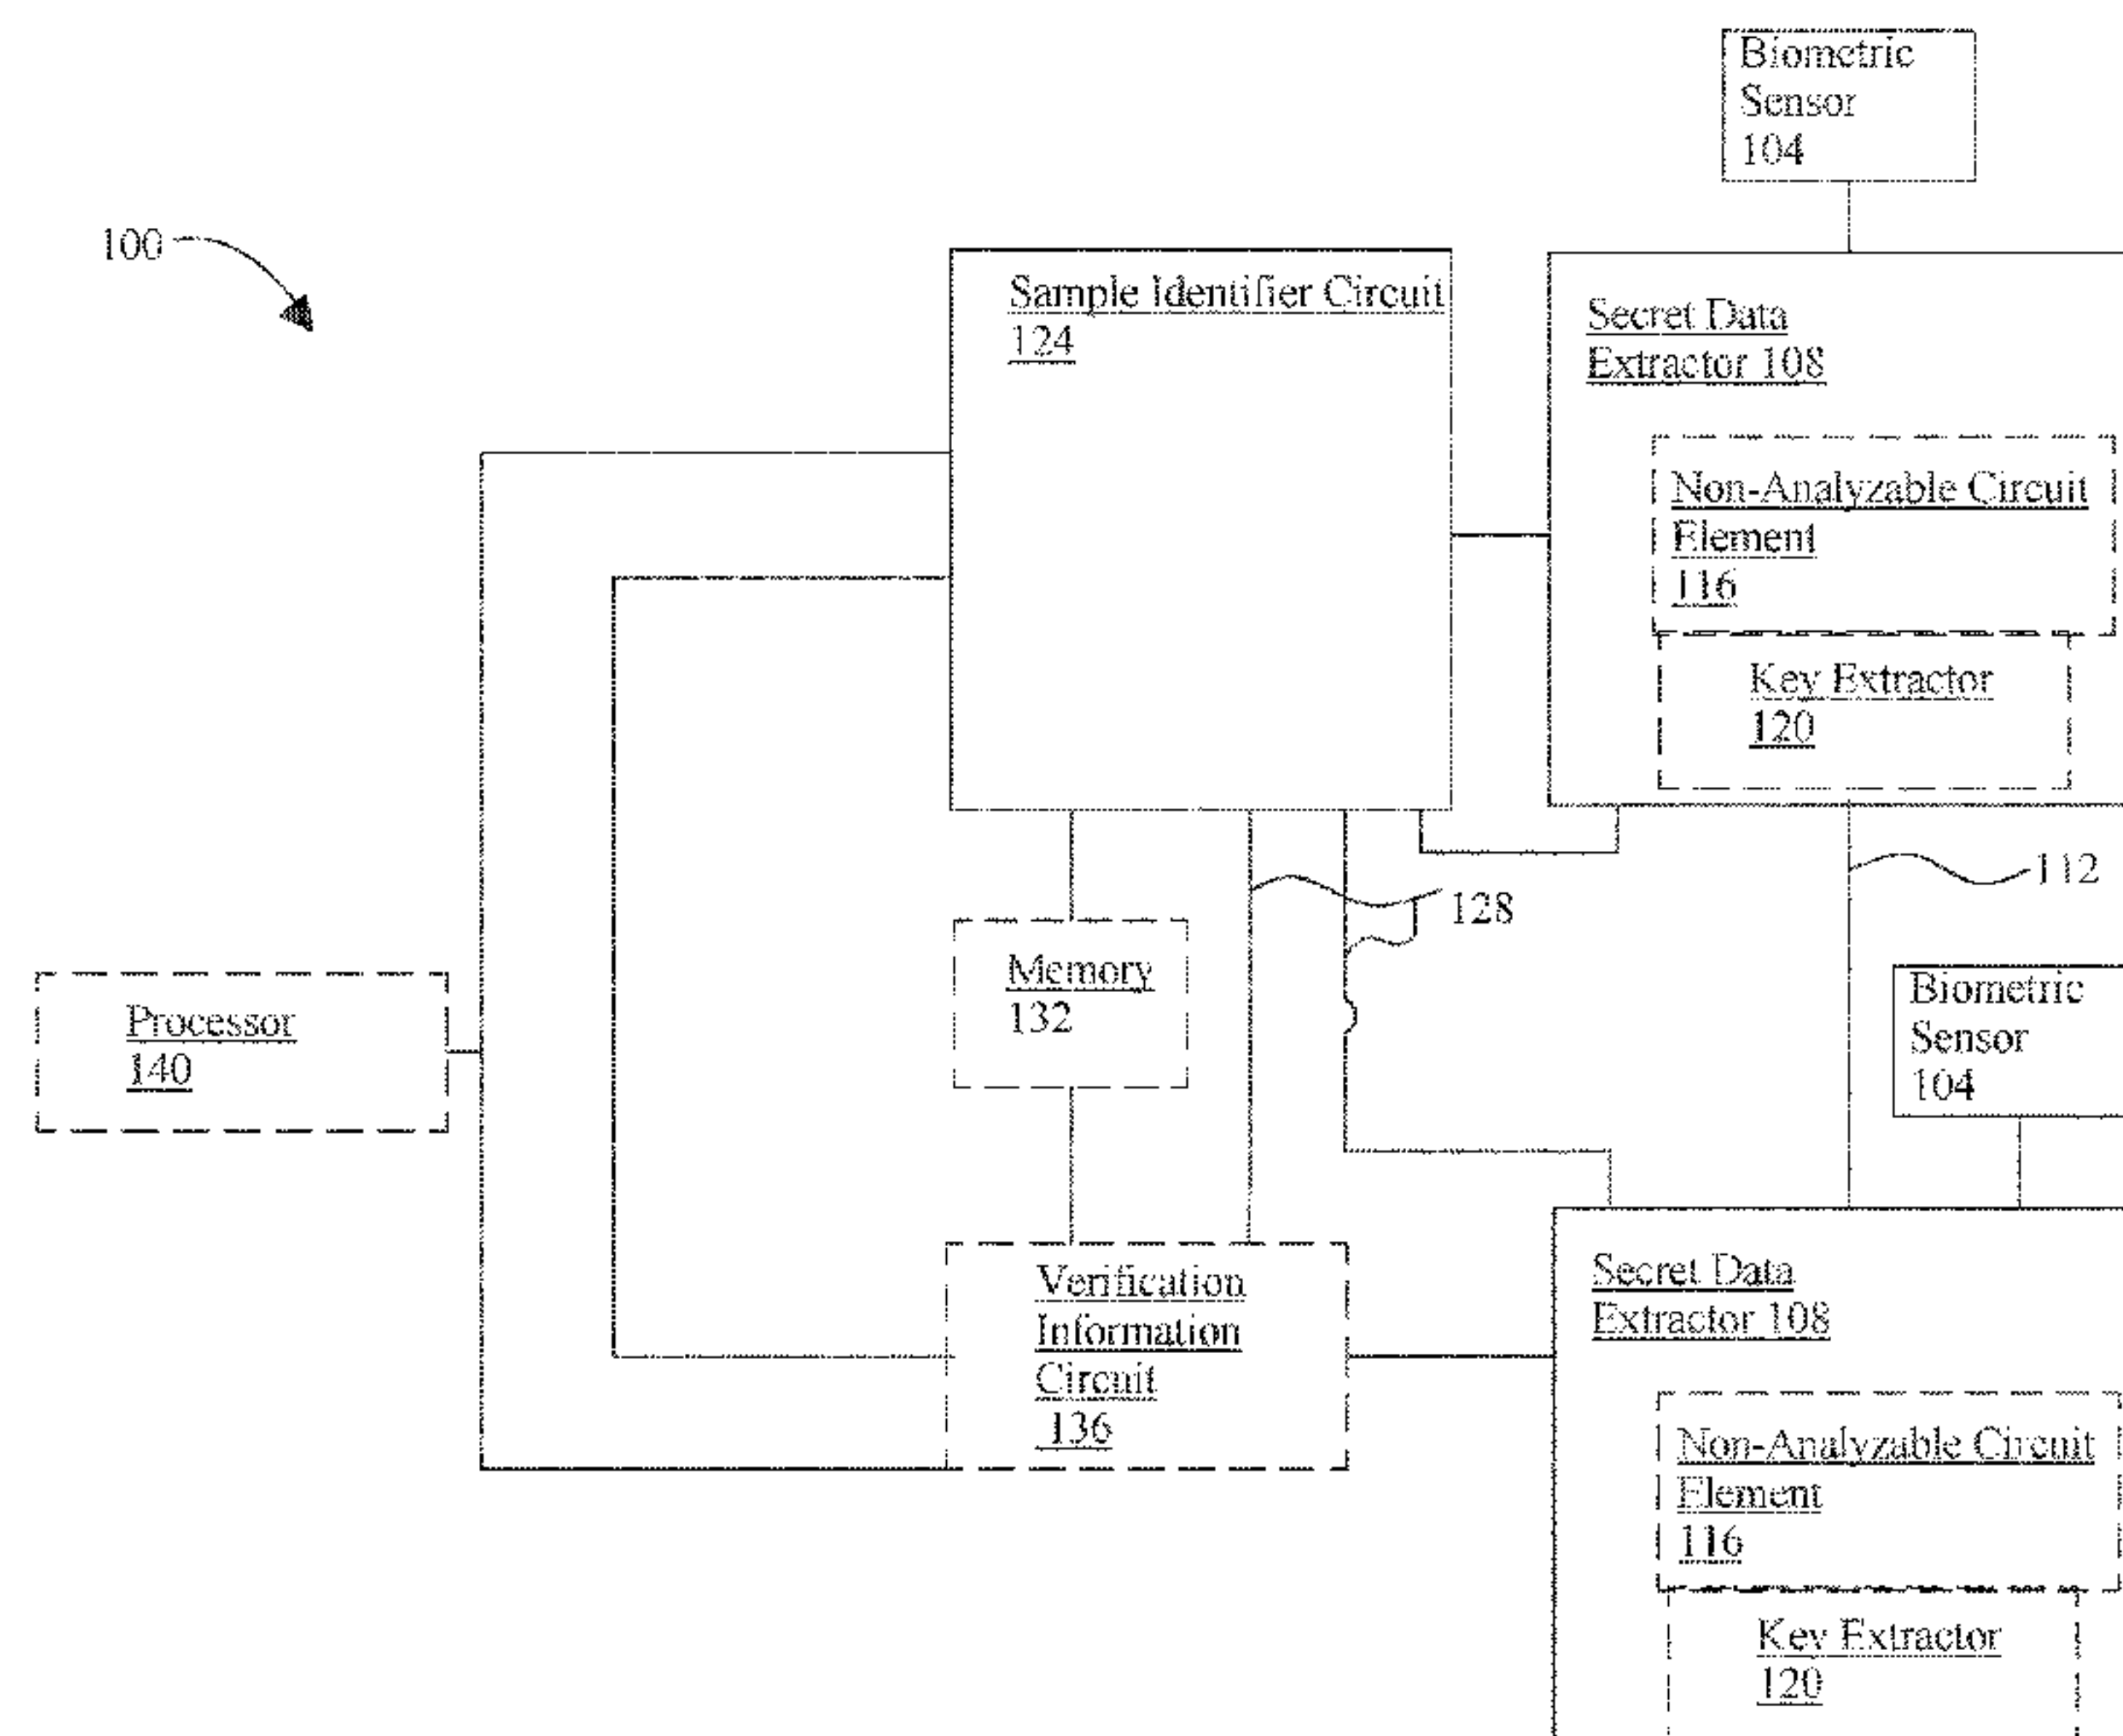 Biometric
Sensor
104
100
Sample Identifier Circuit
124
Secret Data
Extractor 108
Non-Analyzable Circuit
Element
116
Key Extractor
120
112
128
Memory
132
Biometric
Sensor
104
Processor
140
Verification
Information
Circuit
136
Secret Data
Extractor 108
Non-Analyzable Circuit
Element
116
Key Extractor
120